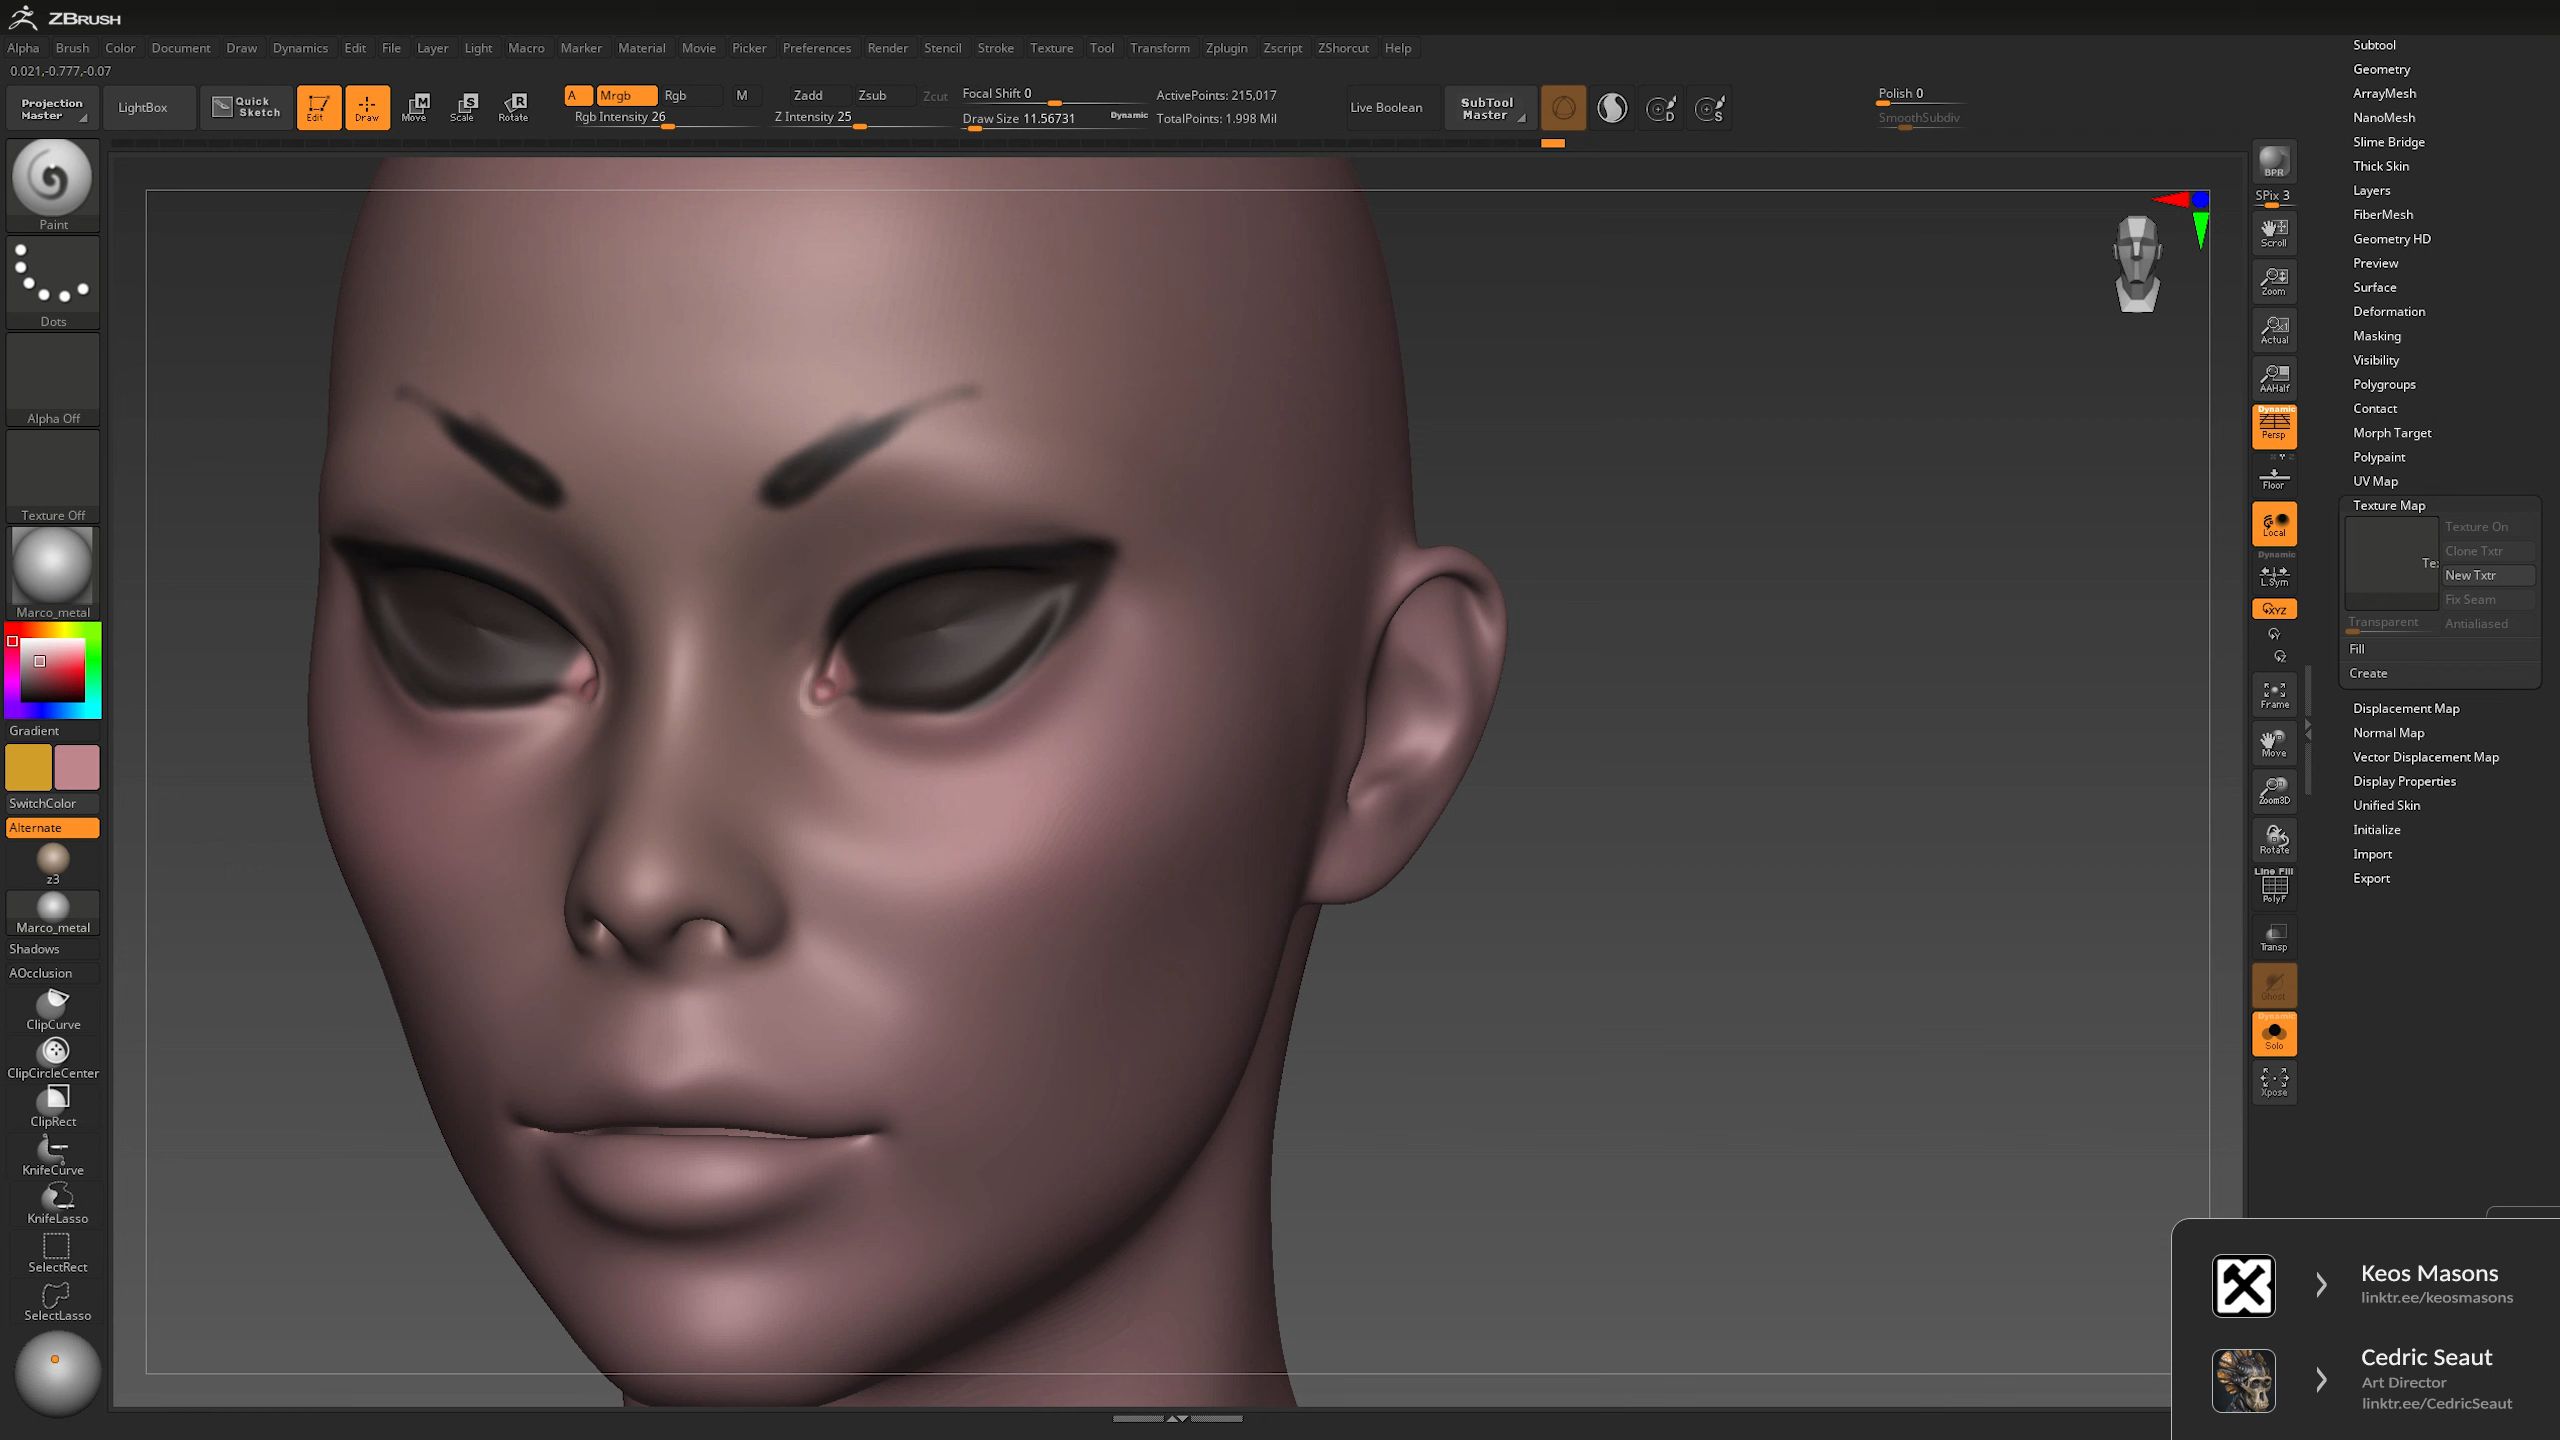 ZBRUSH
Alpha Brush Color Document Draw Dynamics Edit File Layer Light Macro Marker Material Movie Picker Preferences Render Stencil Stroke Texture Tool Transform Zplugin Zscript ZShorcut Help
0.021,-0.777,-0.07
Projection Master
LightBox
Quick Sketch
Edit
Draw
Move
Scale
Rotate
A
Mrgb
Rgb
M
Rgb Intensity 26
Zadd
Zsub
Zcut
Z Intensity 25
Focal Shift 0
Draw Size 11.56731
Dynamic
ActivePoints: 215,017
TotalPoints: 1.998 Mil
Live Boolean
SubTool Master
Polish 0
SmoothSubdiv
Paint
Dots
Alpha Off
Texture Off
Marco_metal
Gradient
SwitchColor
Alternate
z3
Marco_metal
Shadows
AOcclusion
ClipCurve
ClipCircleCenter
ClipRect
KnifeCurve
KnifeLasso
SelectRect
SelectLasso
BPR
SPix 3
Scroll
Zoom
Actual
AAHalf
Dynamic
Persp
Floor
Local
Dynamic
L.Sym
XYZ
Frame
Move
Zoom3D
Rotate
Line Fill
PolyF
Transp
Ghost
Dynamic
Solo
Xpose
Subtool
Geometry
ArrayMesh
NanoMesh
Slime Bridge
Thick Skin
Layers
FiberMesh
Geometry HD
Preview
Surface
Deformation
Masking
Visibility
Polygroups
Contact
Morph Target
Polypaint
UV Map
Texture Map
Texture On
Clone Txtr
New Txtr
Fix Seam
Transparent
Antialiased
Fill
Create
Displacement Map
Normal Map
Vector Displacement Map
Display Properties
Unified Skin
Initialize
Import
Export
Keos Masons
linktr.ee/keosmasons
Cedric Seaut
Art Director
linktr.ee/CedricSeaut